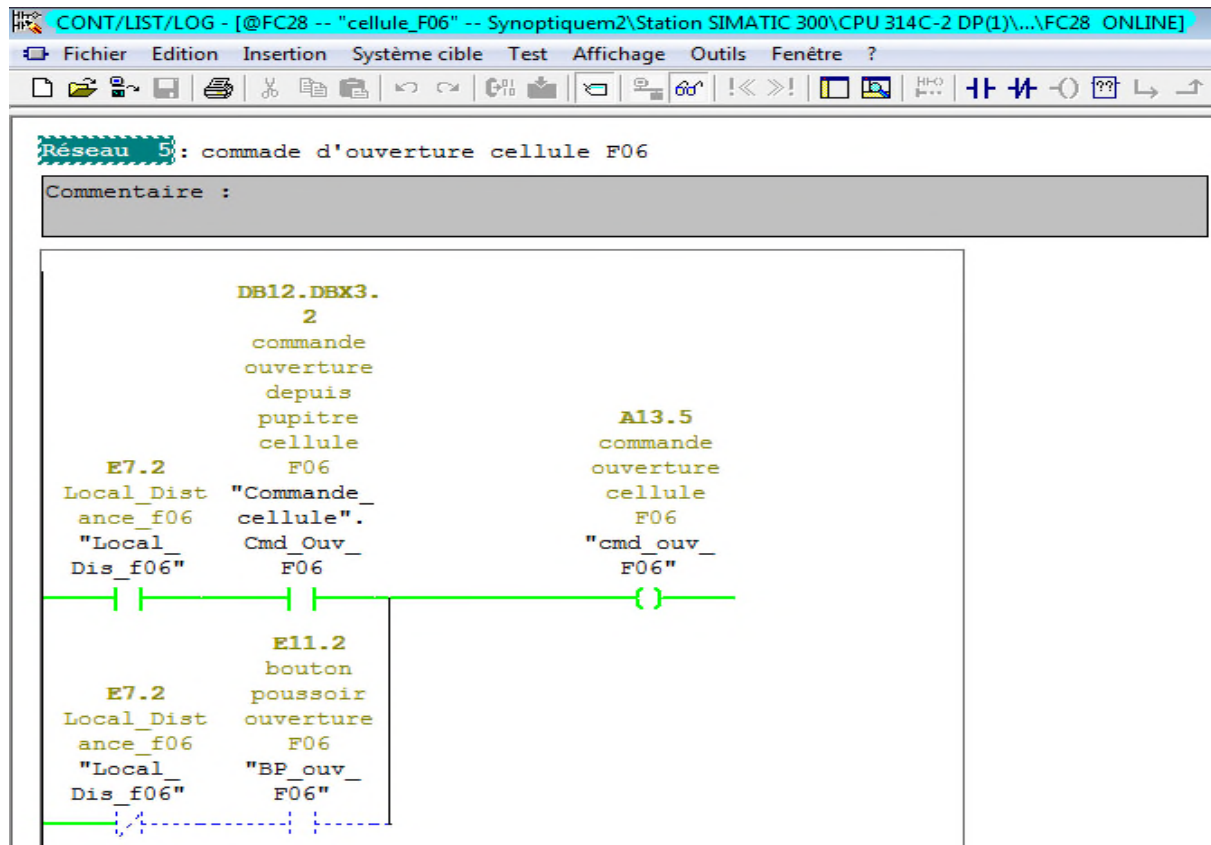 CONT/LIST/LOG - [@FC28 -- "cellule_F06" -- Synoptiquem2\Station SIMATIC 300\CPU 314C-2 DP(1)\...\FC28 ONLINE]
Fichier Edition Insertion Système cible Test Affichage Outils Fenêtre ?
Réseau 5 : commade d'ouverture cellule F06
Commentaire :
DB12.DBX3.
2
commande
ouverture
depuis
pupitre
cellule
F06
"Commande_
cellule".
Cmd_Ouv_
F06
E7.2
Local_Dist
ance_f06
"Local_
Dis_f06"
A13.5
commande
ouverture
cellule
F06
"cmd_ouv_
F06"
E7.2
Local_Dist
ance_f06
"Local_
Dis_f06"
E11.2
bouton
poussoir
ouverture
F06
"BP_ouv_
F06"